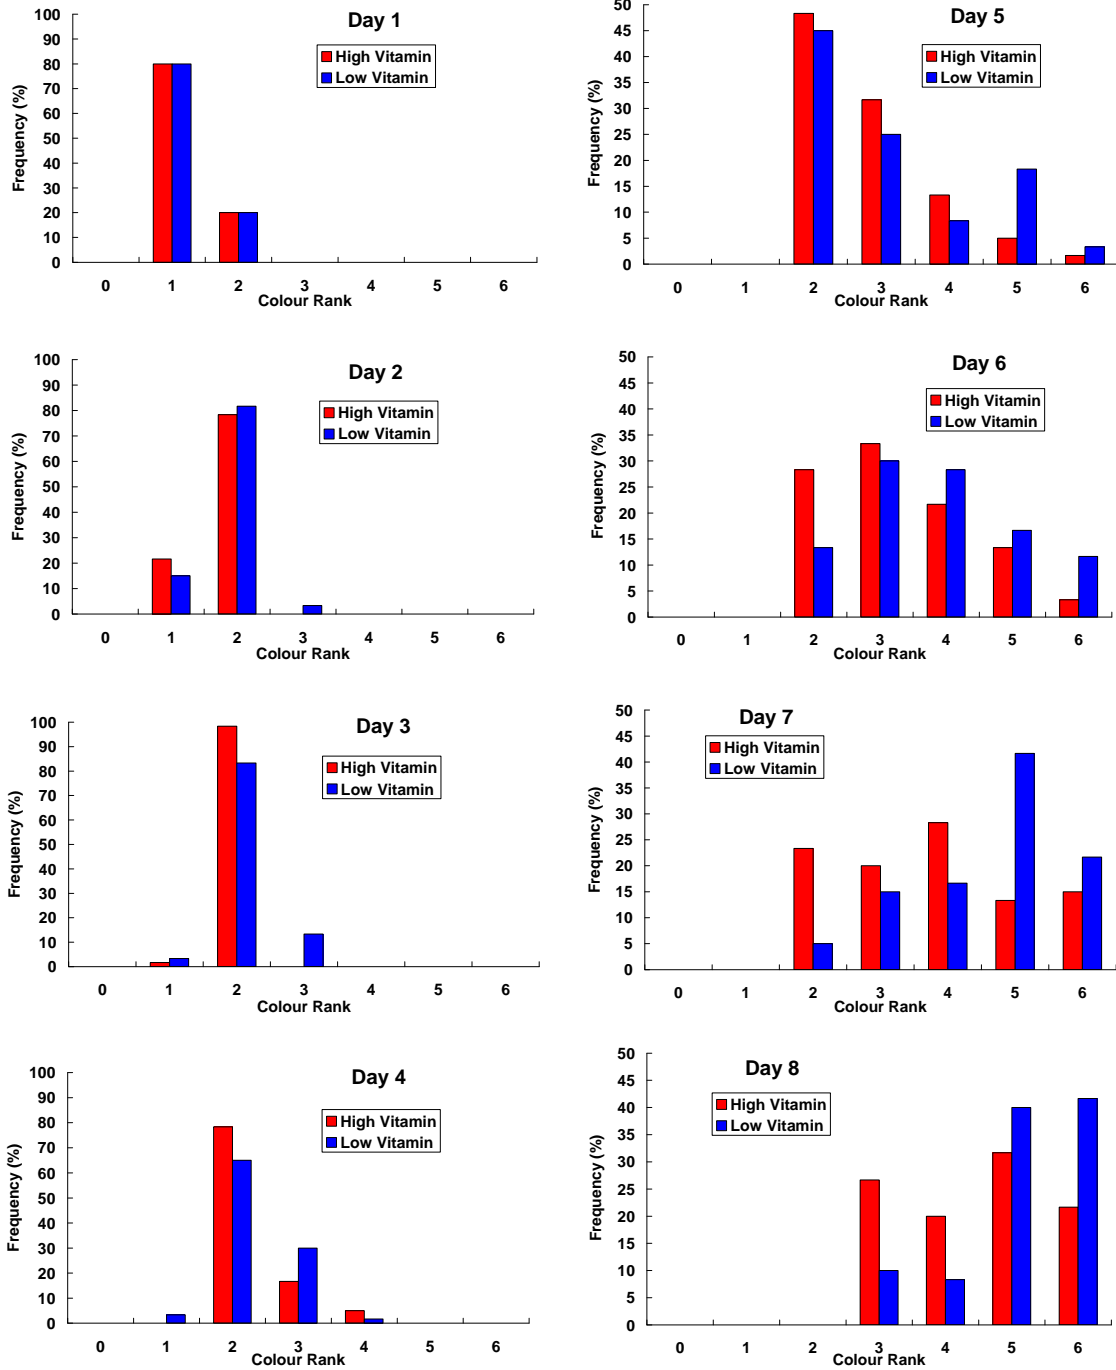 Day 1
High Vitamin
Low Vitamin
Frequency (%)
100
90
80
70
60
50
40
30
20
10
0
0 1 2 3 4 5 6
Colour Rank
Day 5
High Vitamin
Low Vitamin
Frequency (%)
50
45
40
35
30
25
20
15
10
5
0
0 1 2 3 4 5 6
Colour Rank
Day 2
High Vitamin
Low Vitamin
Frequency (%)
100
90
80
70
60
50
40
30
20
10
0
0 1 2 3 4 5 6
Colour Rank
Day 6
High Vitamin
Low Vitamin
Frequency (%)
50
45
40
35
30
25
20
15
10
5
0
0 1 2 3 4 5 6
Colour Rank
Day 3
High Vitamin
Low Vitamin
Frequency (%)
100
90
80
70
60
50
40
30
20
10
0
0 1 2 3 4 5 6
Colour Rank
Day 7
High Vitamin
Low Vitamin
Frequency (%)
50
45
40
35
30
25
20
15
10
5
0
0 1 2 3 4 5 6
Colour Rank
Day 4
High Vitamin
Low Vitamin
Frequency (%)
100
90
80
70
60
50
40
30
20
10
0
0 1 2 3 4 5 6
Colour Rank
Day 8
High Vitamin
Low Vitamin
Frequency (%)
50
45
40
35
30
25
20
15
10
5
0
0 1 2 3 4 5 6
Colour Rank